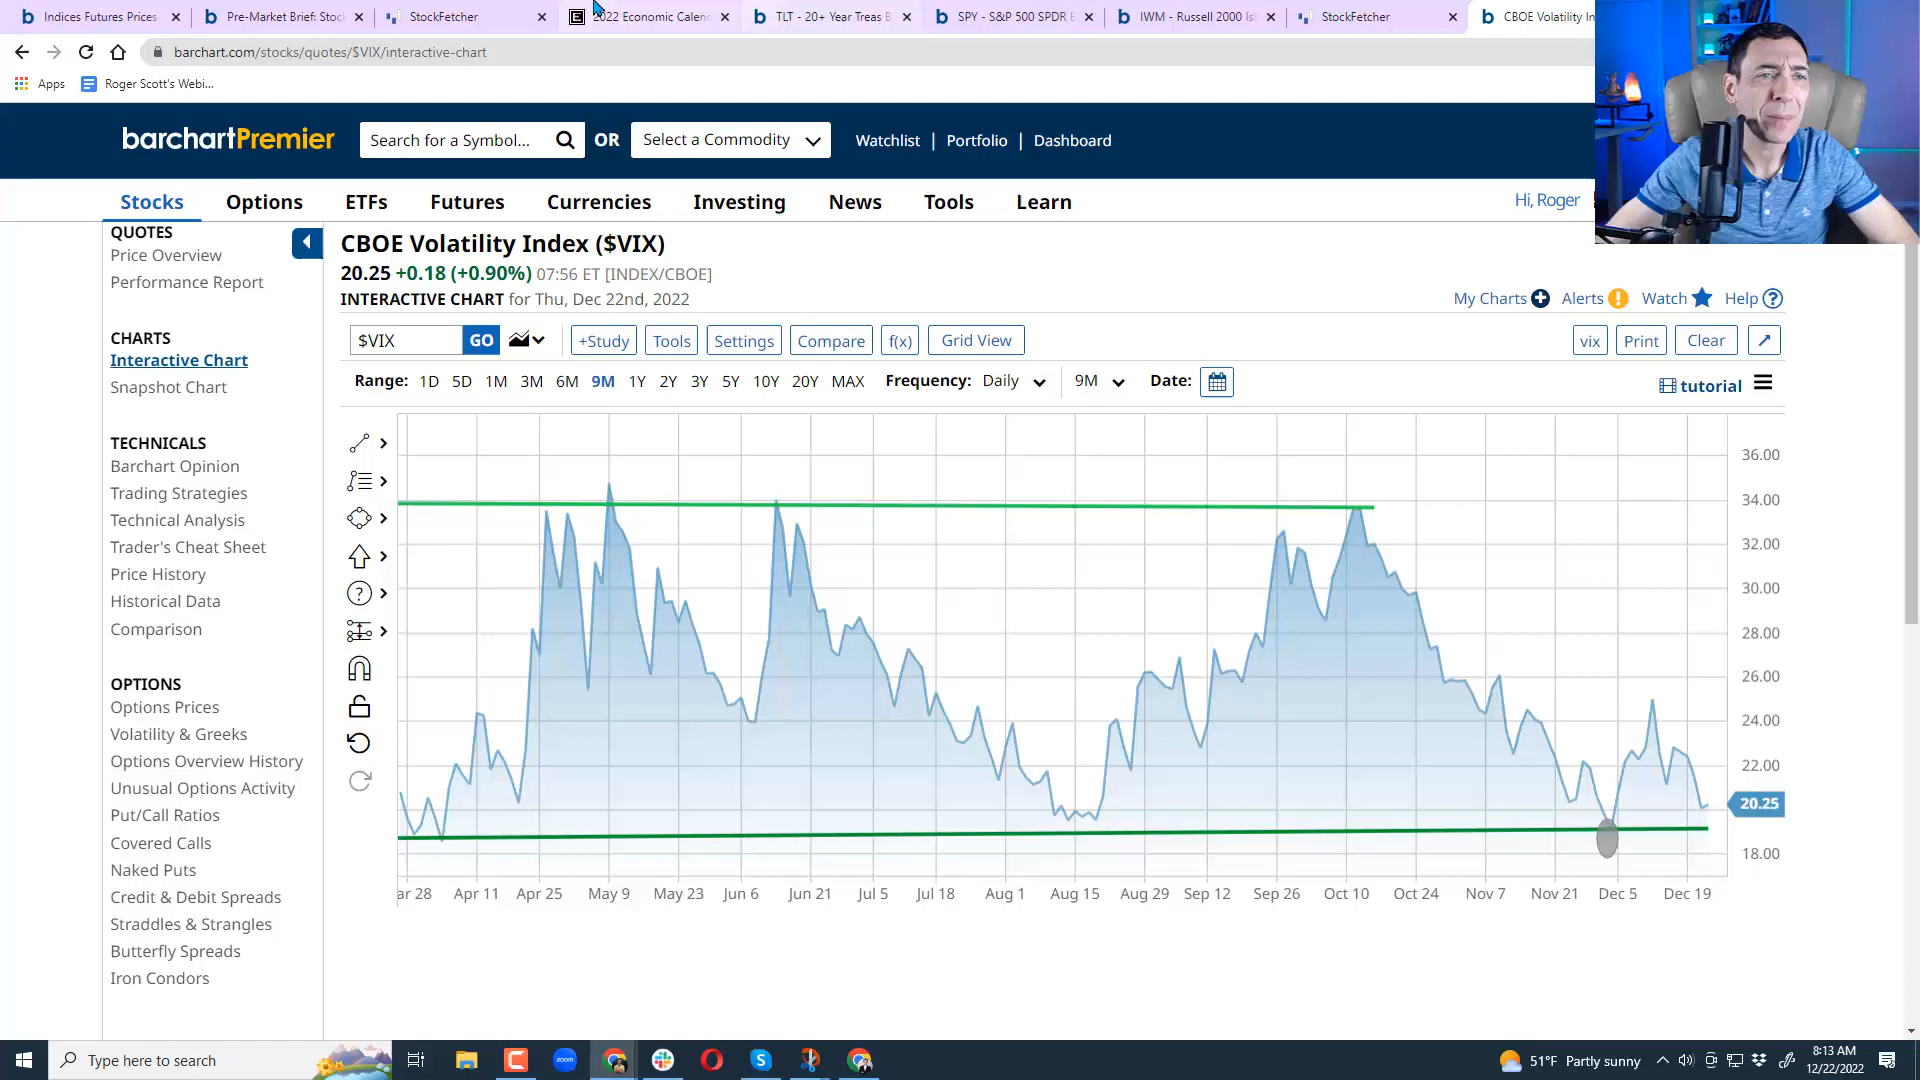 Indices Futures Prices
Pre-Market Brief: Stock
StockFetcher
2022 Economic Calend
TLT - 20+ Year Treas B
SPY - S&P 500 SPDR E
IWM - Russell 2000 Is
StockFetcher
CBOE Volatility In
barchart.com/stocks/quotes/$VIX/interactive-chart
Apps
Roger Scott's Webi...
barchartPremier
Search for a Symbol...
OR
Select a Commodity
Watchlist | Portfolio | Dashboard
Stocks Options ETFs Futures Currencies Investing News Tools Learn
Hi, Roger
QUOTES
Price Overview
Performance Report
CHARTS
Interactive Chart
Snapshot Chart
TECHNICALS
Barchart Opinion
Trading Strategies
Technical Analysis
Trader's Cheat Sheet
Price History
Historical Data
Comparison
OPTIONS
Options Prices
Volatility & Greeks
Options Overview History
Unusual Options Activity
Put/Call Ratios
Covered Calls
Naked Puts
Credit & Debit Spreads
Straddles & Strangles
Butterfly Spreads
Iron Condors
CBOE Volatility Index ($VIX)
20.25 +0.18 (+0.90%) 07:56 ET [INDEX/CBOE]
INTERACTIVE CHART for Thu, Dec 22nd, 2022
My Charts Alerts Watch Help
$VIX GO +Study Tools Settings Compare f(x) Grid View vix Print Clear
Range: 1D 5D 1M 3M 6M 9M 1Y 2Y 3Y 5Y 10Y 20Y MAX Frequency: Daily 9M Date:
tutorial
36.00
34.00
32.00
30.00
28.00
26.00
24.00
22.00
20.25
18.00
ar 28 Apr 11 Apr 25 May 9 May 23 Jun 6 Jun 21 Jul 5 Jul 18 Aug 1 Aug 15 Aug 29 Sep 12 Sep 26 Oct 10 Oct 24 Nov 7 Nov 21 Dec 5 Dec 19
Type here to search
zoom
51°F Partly sunny
8:13 AM
12/22/2022